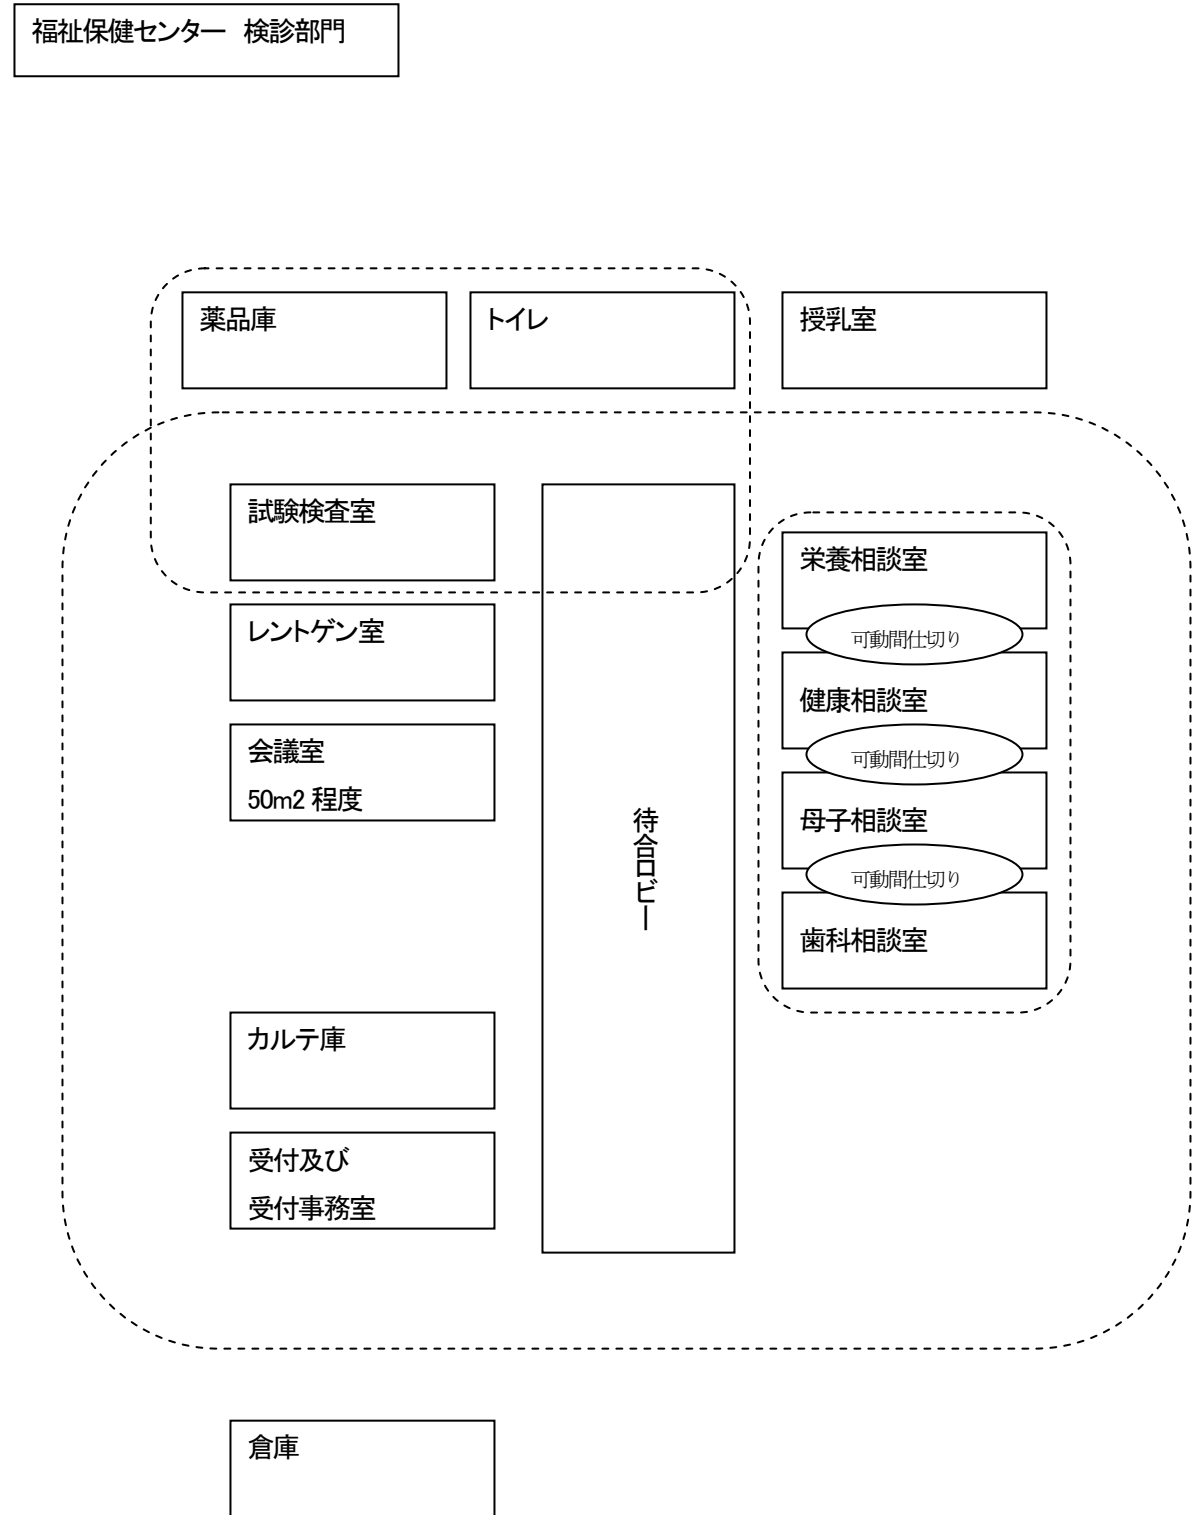 福祉保健センター 検診部門
薬品庫
トイレ
授乳室
試験検査室
レントゲン室
会議室
50m2 程度
カルテ庫
受付及び
受付事務室
待合ロビー
栄養相談室
可動間仕切り
健康相談室
可動間仕切り
母子相談室
可動間仕切り
歯科相談室
倉庫